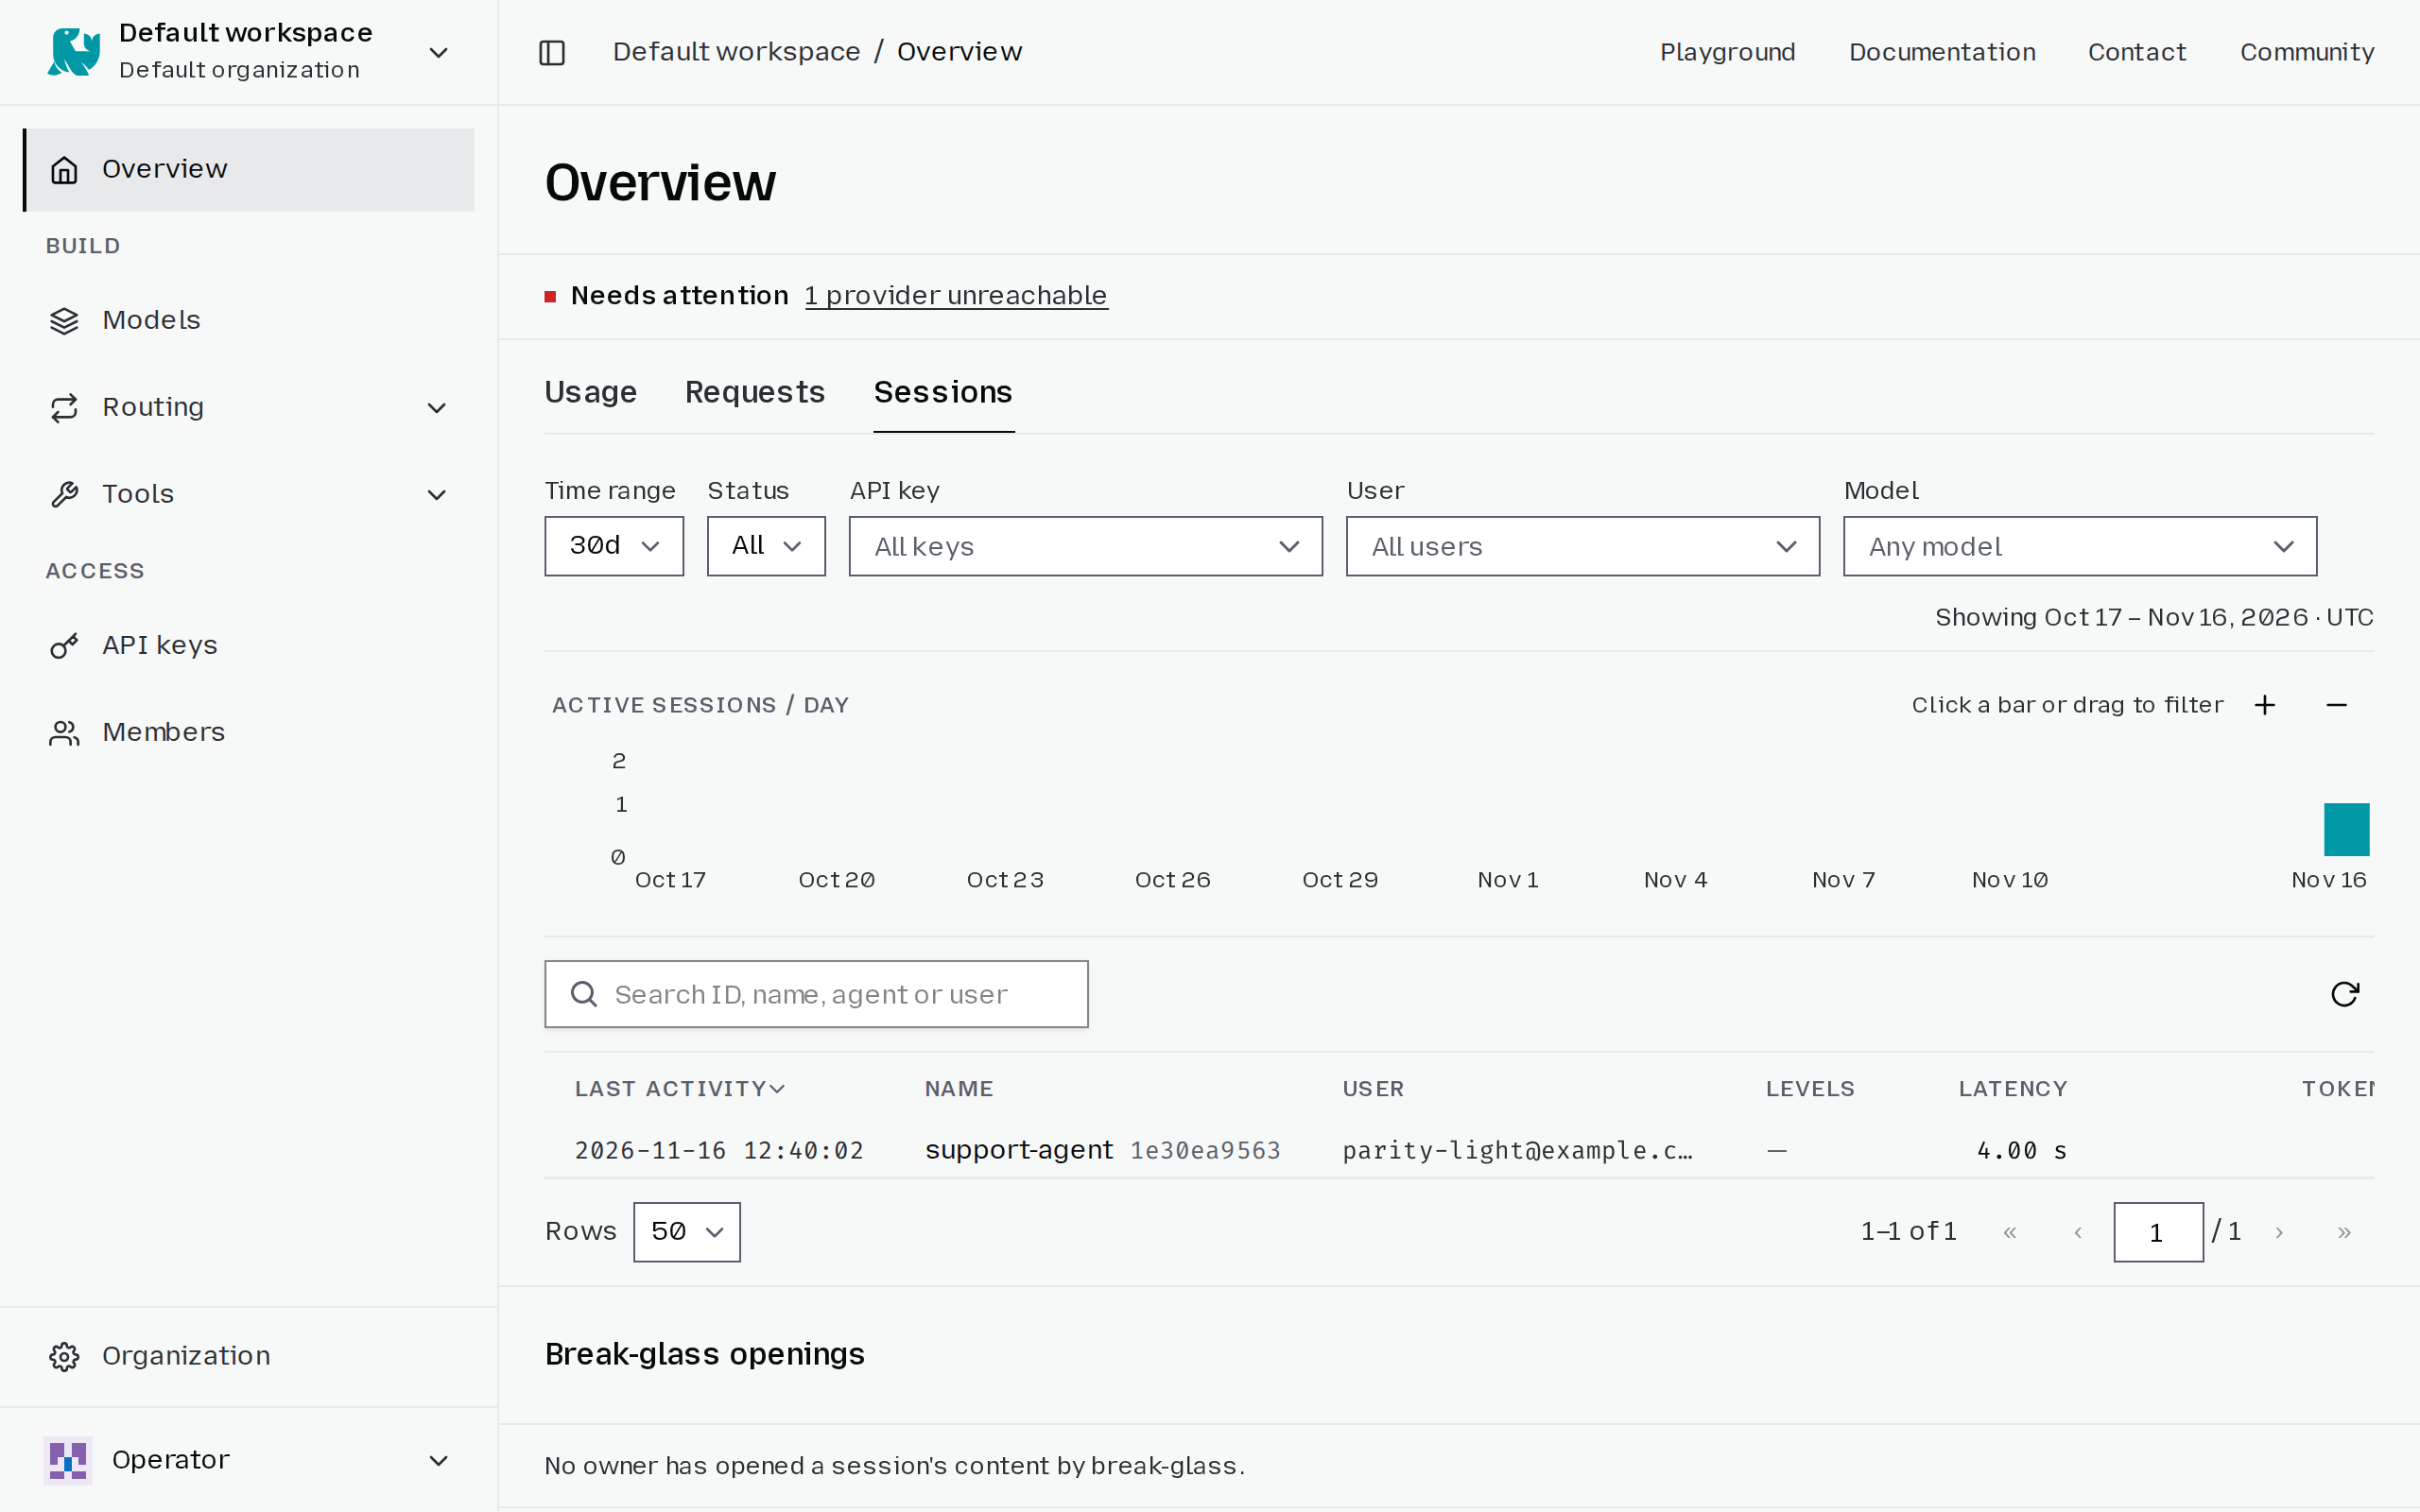 Default workspace
Default organization
Default workspace / Overview
Playground
Documentation
Contact
Community
Overview
BUILD
Models
Routing
Tools
ACCESS
API keys
Members
Organization
Operator
Overview
Needs attention 1 provider unreachable
Usage
Requests
Sessions
Time range
Status
API key
User
Model
30d
All
All keys
All users
Any model
Showing Oct 17 – Nov 16, 2026 · UTC
ACTIVE SESSIONS / DAY
Click a bar or drag to filter
2
1
0
Oct 17
Oct 20
Oct 23
Oct 26
Oct 29
Nov 1
Nov 4
Nov 7
Nov 10
Nov 16
Search ID, name, agent or user
LAST ACTIVITY
NAME
USER
LEVELS
LATENCY
TOKEN
2026-11-16 12:40:02
support-agent 1e30ea9563
parity-light@example.c…
—
4.00 s
Rows
50
1–1 of 1
«
‹
1
/ 1
›
»
Break-glass openings
No owner has opened a session's content by break-glass.